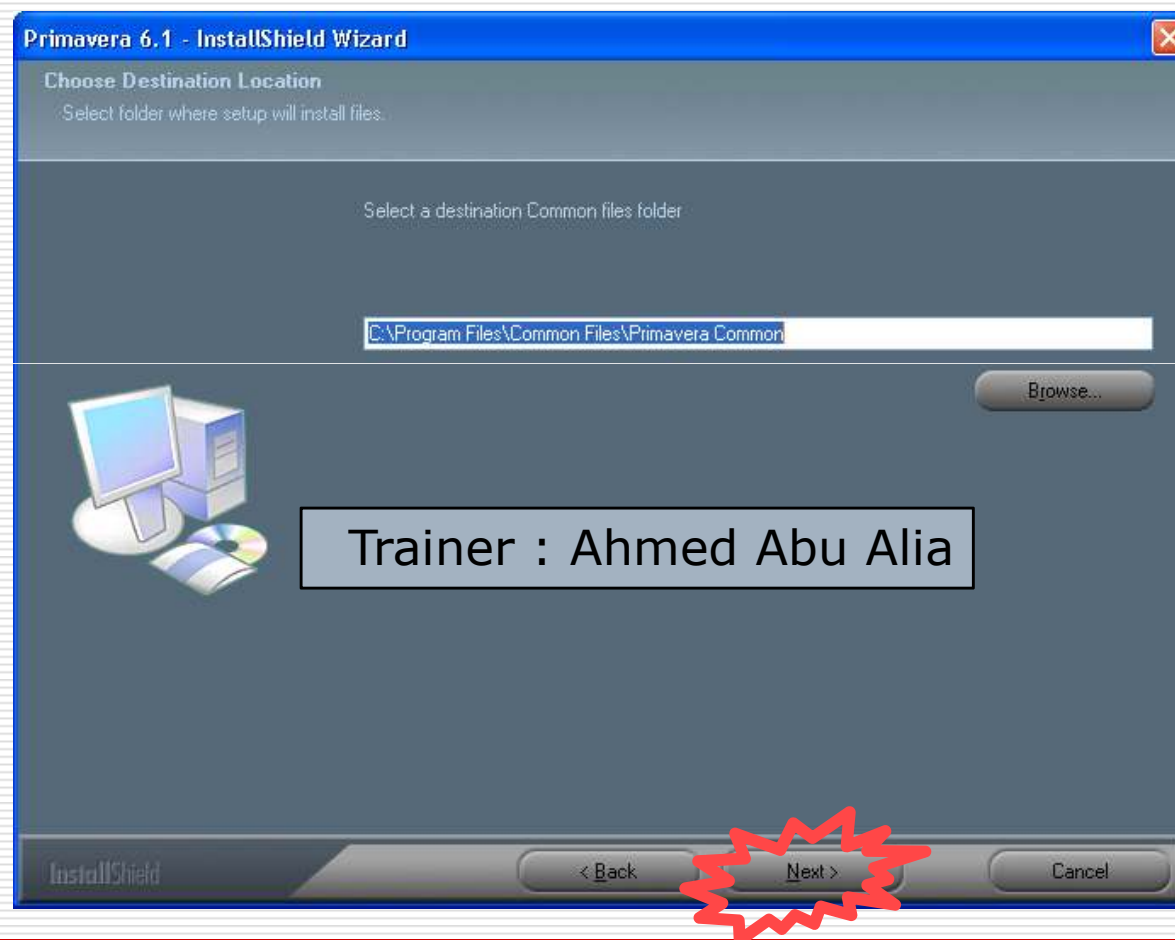 Primavera 6.1 - InstallShield Wizard
Choose Destination Location
Select folder where setup will install files.
Select a destination Common files folder
C:\Program Files\Common Files\Primavera Common
Browse...
Trainer : Ahmed Abu Alia
InstallShield
< Back
Next >
Cancel